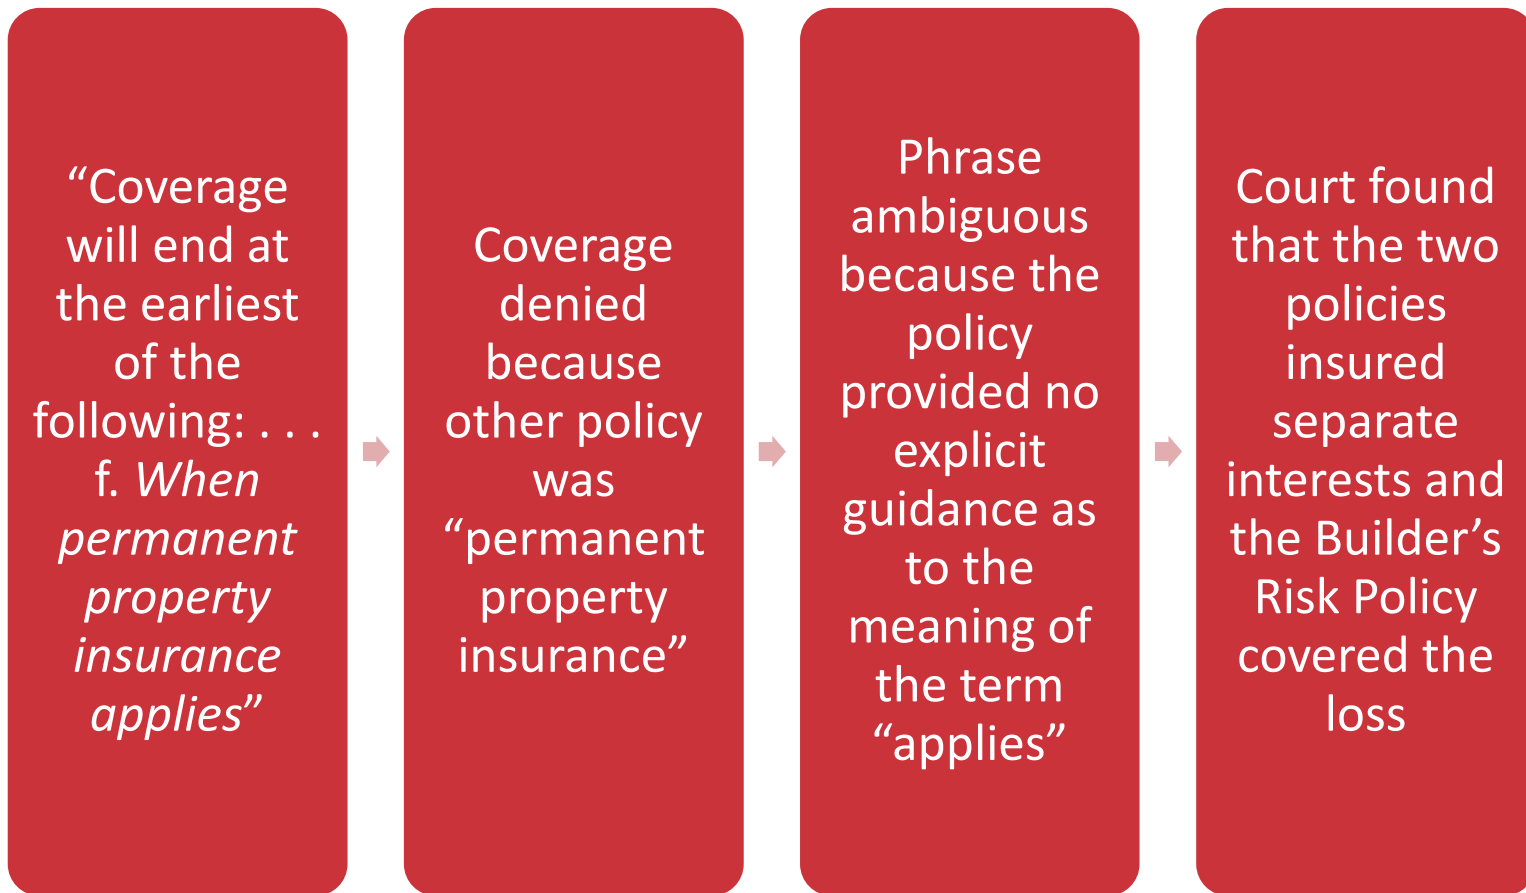 “Coverage
will end at
the earliest
of the
following: . . .
f. When
permanent
property
insurance
applies”
Coverage
denied
because
other policy
was
“permanent
property
insurance”
Phrase
ambiguous
because the
policy
provided no
explicit
guidance as
to the
meaning of
the term
“applies”
Court found
that the two
policies
insured
separate
interests and
the Builder’s
Risk Policy
covered the
loss